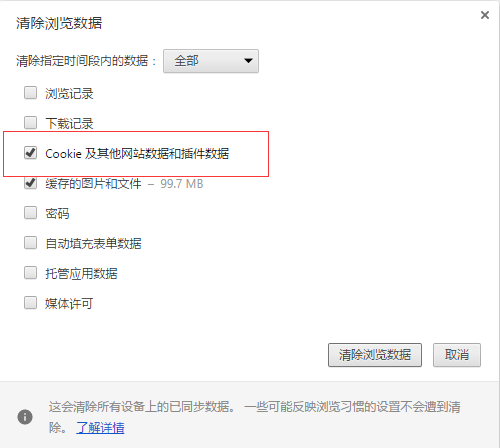 清除浏览数据
清除指定时间段内的数据： 全部
浏览记录
下载记录
Cookie 及其他网站数据和插件数据
缓存的图片和文件 – 99.7 MB
密码
自动填充表单数据
托管应用数据
媒体许可
清除浏览数据 取消
这会清除所有设备上的已同步数据。 一些可能反映浏览习惯的设置不会遭到清
除。 了解详情